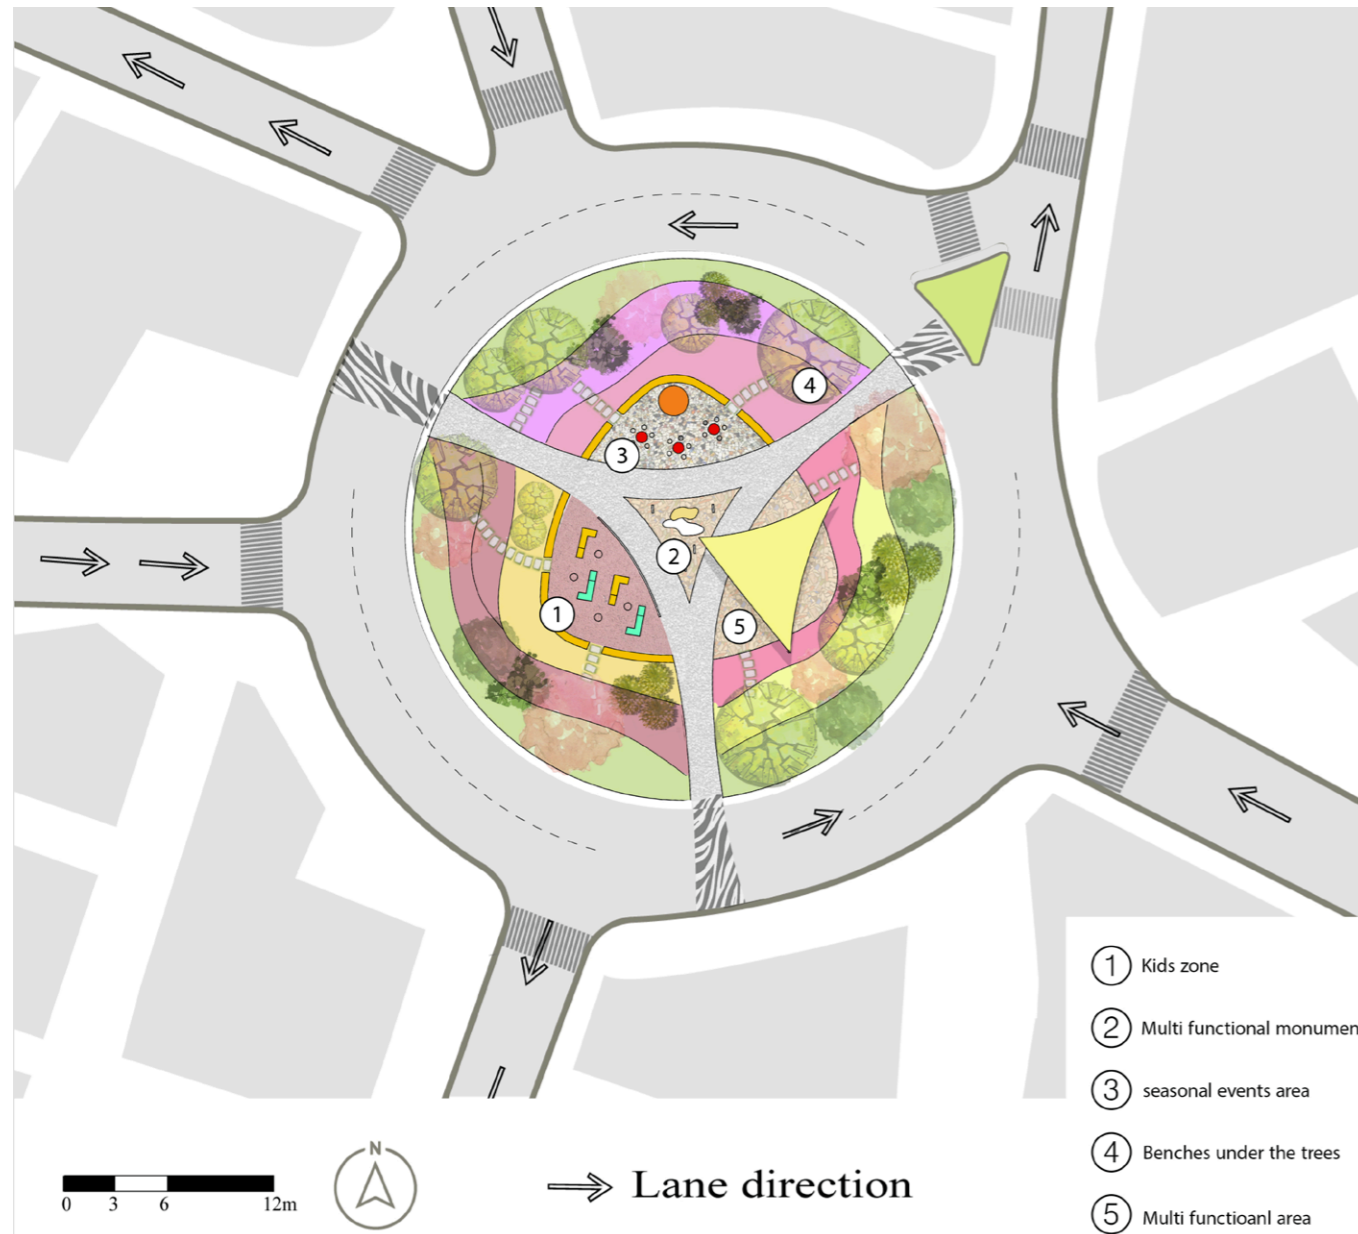 4
3
2
1
5
1 Kids zone
2 Multi functional monumen
3 seasonal events area
4 Benches under the trees
5 Multi functioanl area
N
0 3 6 12m
Lane direction